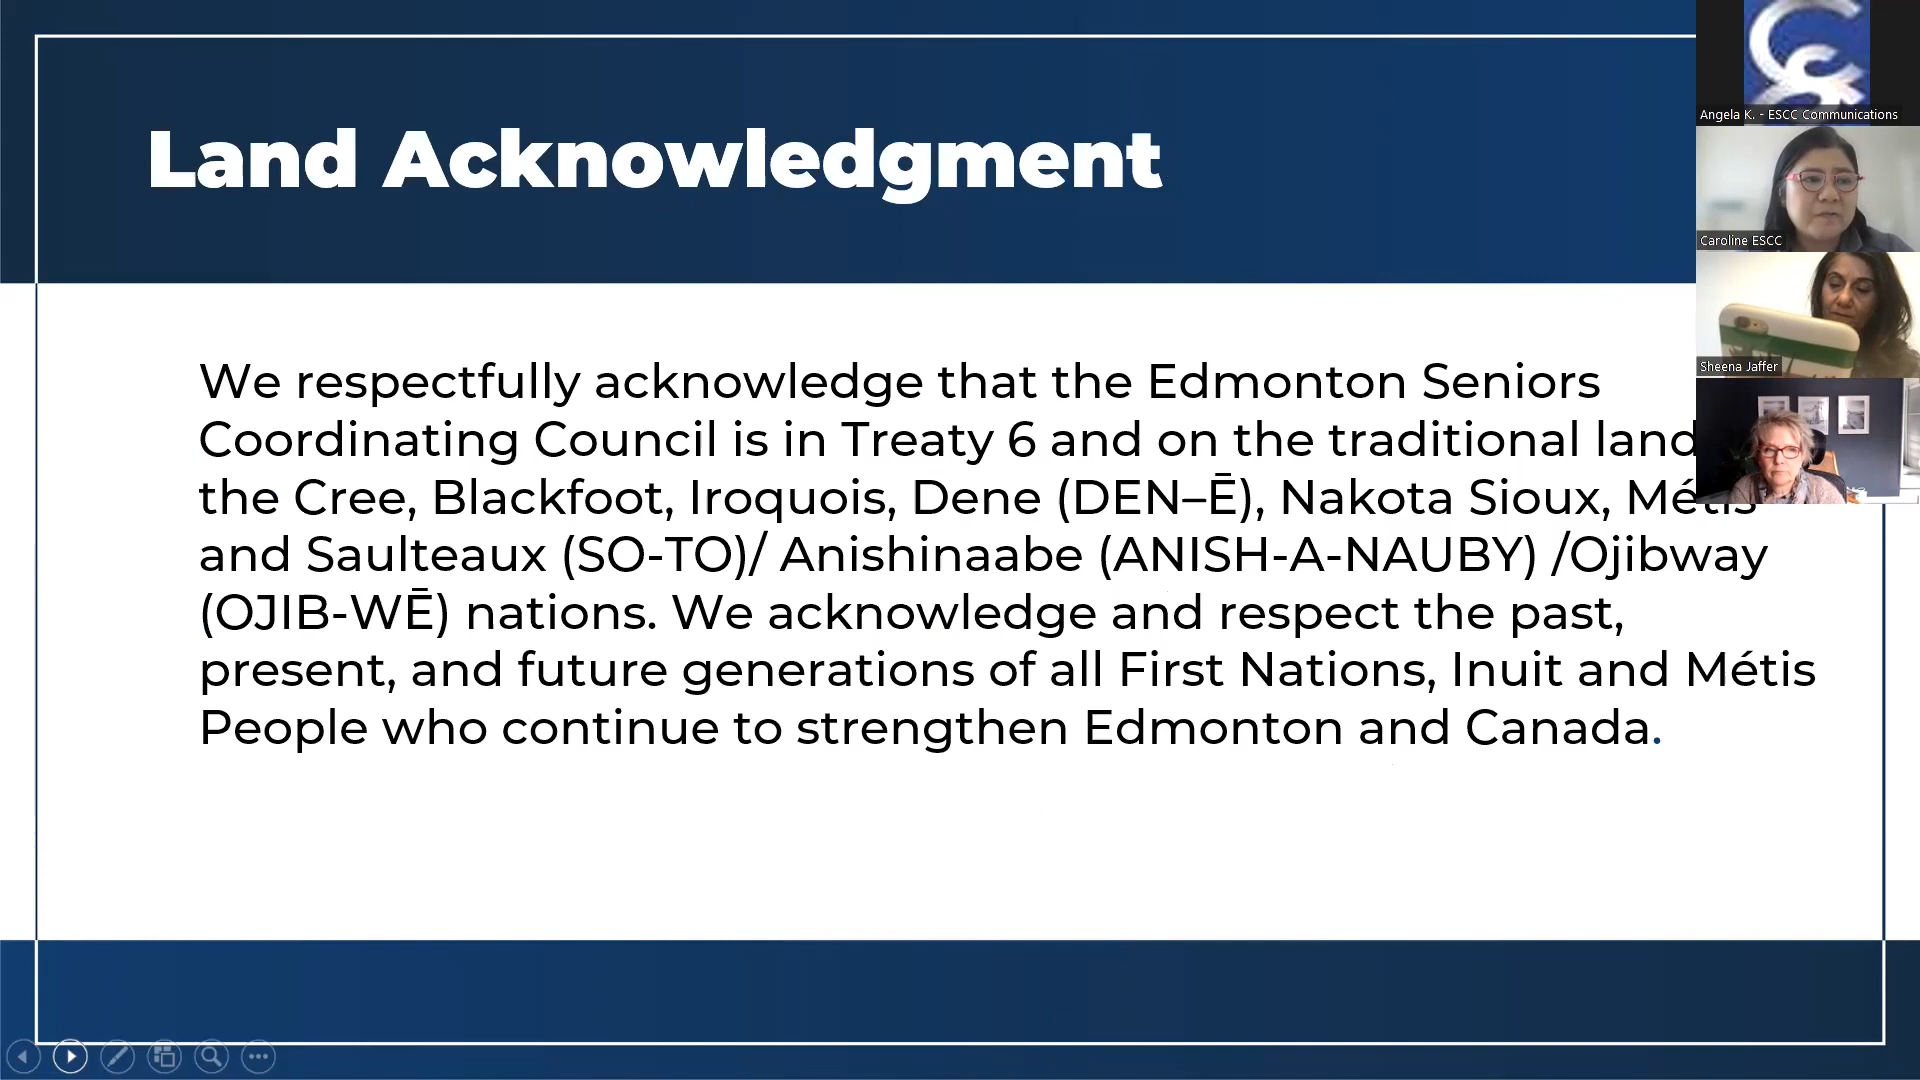 Land Acknowledgment
We respectfully acknowledge that the Edmonton Seniors
Coordinating Council is in Treaty 6 and on the traditional land
the Cree, Blackfoot, Iroquois, Dene (DEN–Ē), Nakota Sioux, Métis
and Saulteaux (SO-TO)/ Anishinaabe (ANISH-A-NAUBY) /Ojibway
(OJIB-WĒ) nations. We acknowledge and respect the past,
present, and future generations of all First Nations, Inuit and Métis
People who continue to strengthen Edmonton and Canada.
Angela K. - ESCC Communications
Caroline ESCC
Sheena Jaffer